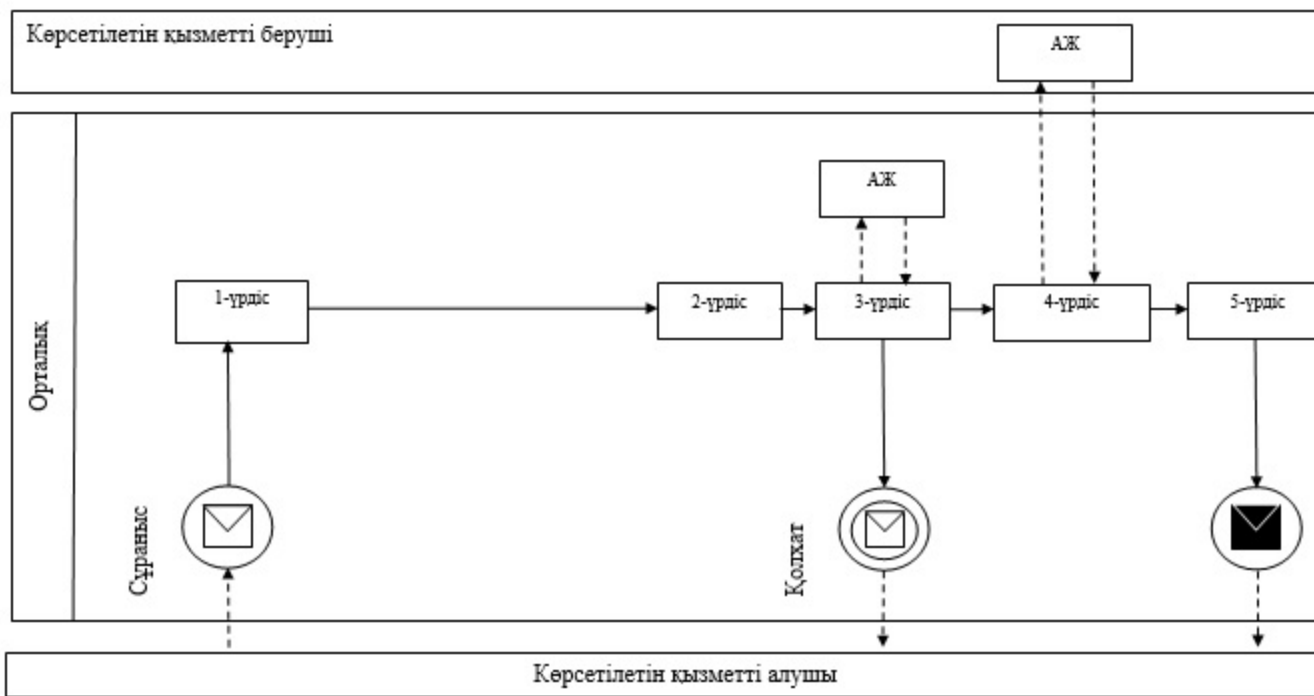 Көрсетілетін қызметті беруші
АЖ
АЖ
1-үрдіс
2-үрдіс
3-үрдіс
4-үрдіс
5-үрдіс
Орталық
Сұраныс
Қолхат
Көрсетілетін қызметті алушы